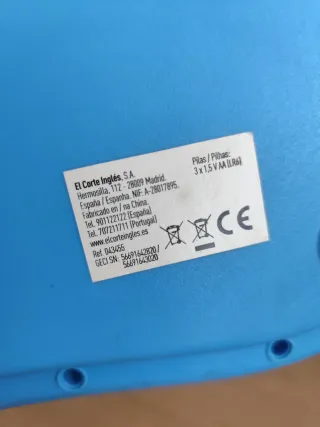 El Corte Inglés, S.A.
Hermosilla, 112 - 28009 Madrid.
España / Espanha. NIF: A-28017895.
Fabricado en / na China.
Tel. 901122122 (España)
Tel. 707211711 (Portugal)
www.elcorteingles.es
Ref. 043455
GECI SN: 56691642820 /
56691643020
Pilas / Pilhas:
3 x 1,5 V AA (LR6)
CE